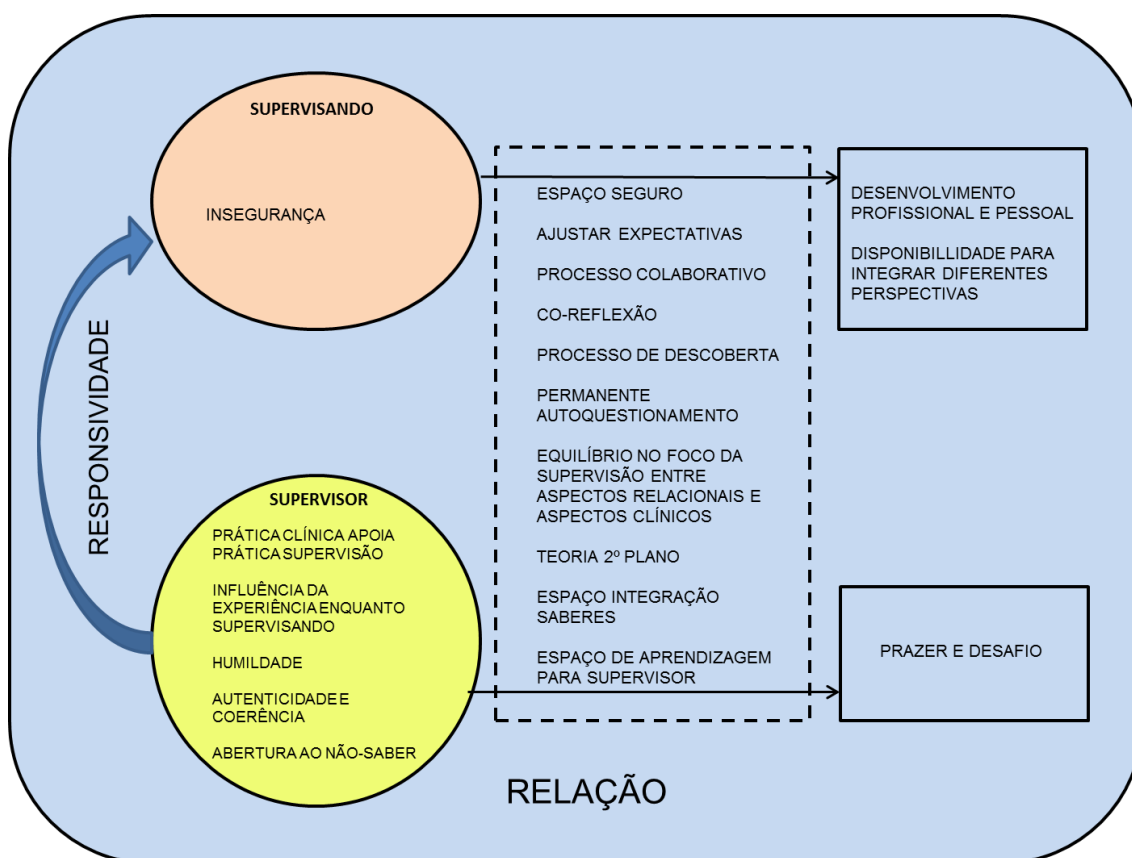 SUPERVISANDO
INSEGURANÇA
RESPONSIVIDADE
SUPERVISOR
PRÁTICA CLÍNICA APOIA
PRÁTICA SUPERVISÃO
INFLUÊNCIA DA
EXPERIÊNCIA ENQUANTO
SUPERVISANDO
HUMILDADE
AUTENTICIDADE E
COERÊNCIA
ABERTURA AO NÃO-SABER
ESPAÇO SEGURO
AJUSTAR EXPECTATIVAS
PROCESSO COLABORATIVO
CO-REFLEXÃO
PROCESSO DE DESCOBERTA
PERMANENTE
AUTOQUESTIONAMENTO
EQUILÍBRIO NO FOCO DA
SUPERVISÃO ENTRE
ASPECTOS RELACIONAIS E
ASPECTOS CLÍNICOS
TEORIA 2º PLANO
ESPAÇO INTEGRAÇÃO
SABERES
ESPAÇO DE APRENDIZAGEM
PARA SUPERVISOR
DESENVOLVIMENTO
PROFISSIONAL E PESSOAL
DISPONIBILLIDADE PARA
INTEGRAR DIFERENTES
PERSPECTIVAS
PRAZER E DESAFIO
RELAÇÃO